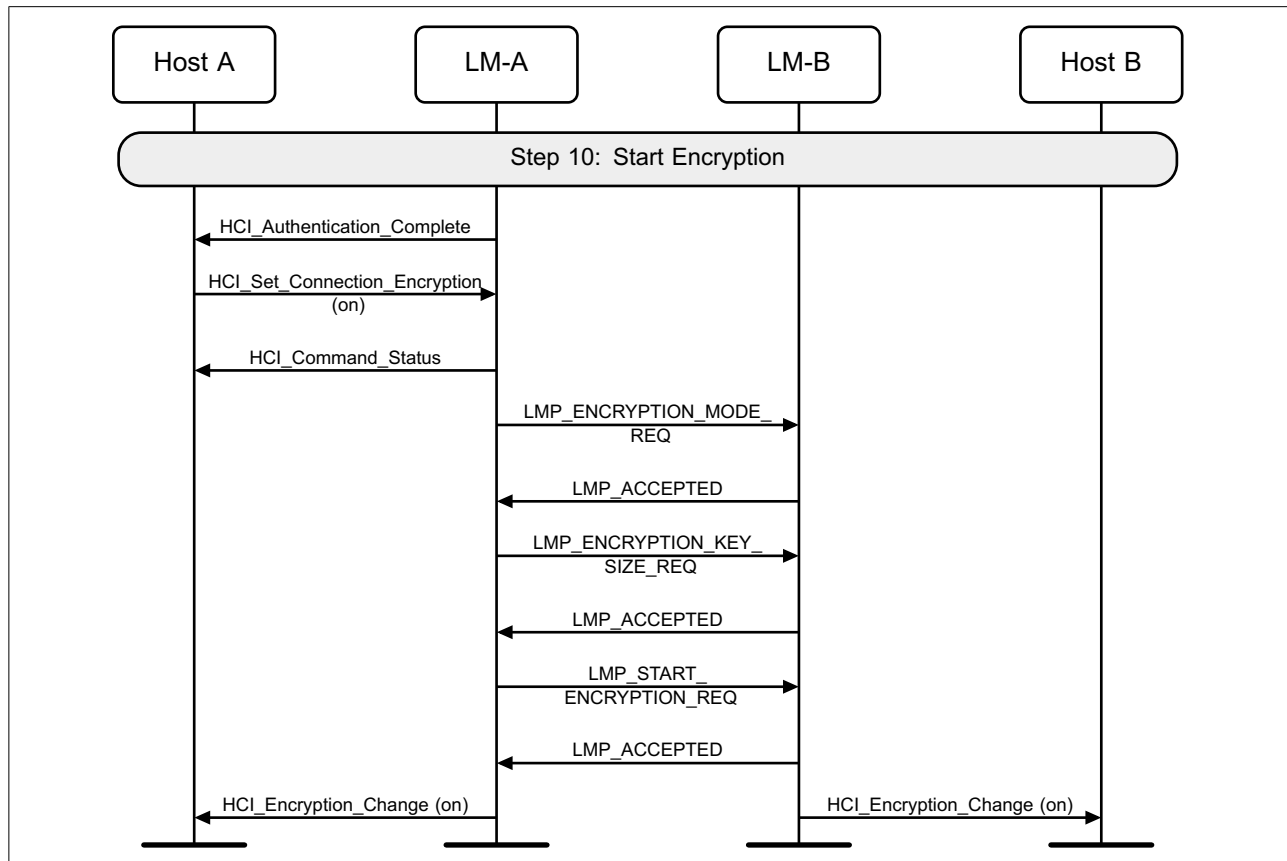 Host A
LM-A
LM-B
Host B
Step 10: Start Encryption
HCI_Authentication_Complete
HCI_Set_Connection_Encryption
(on)
HCI_Command_Status
LMP_ENCRYPTION_MODE_
REQ
LMP_ACCEPTED
LMP_ENCRYPTION_KEY_
SIZE_REQ
LMP_ACCEPTED
LMP_START_
ENCRYPTION_REQ
LMP_ACCEPTED
HCI_Encryption_Change (on)
HCI_Encryption_Change (on)